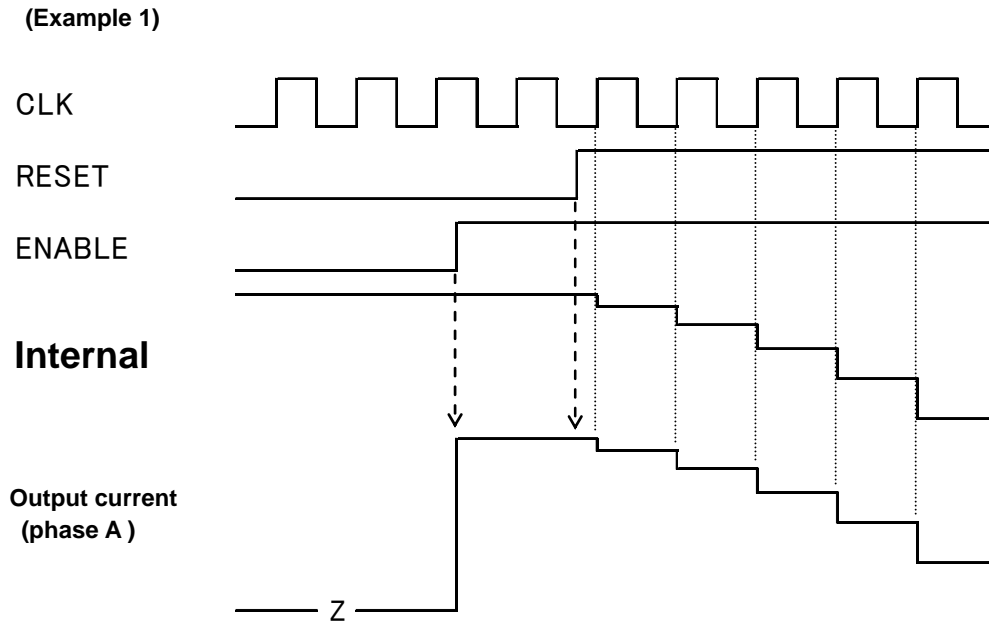 (Example 1)
CLK
RESET
ENABLE
Internal
Output current
(phase A )
Z